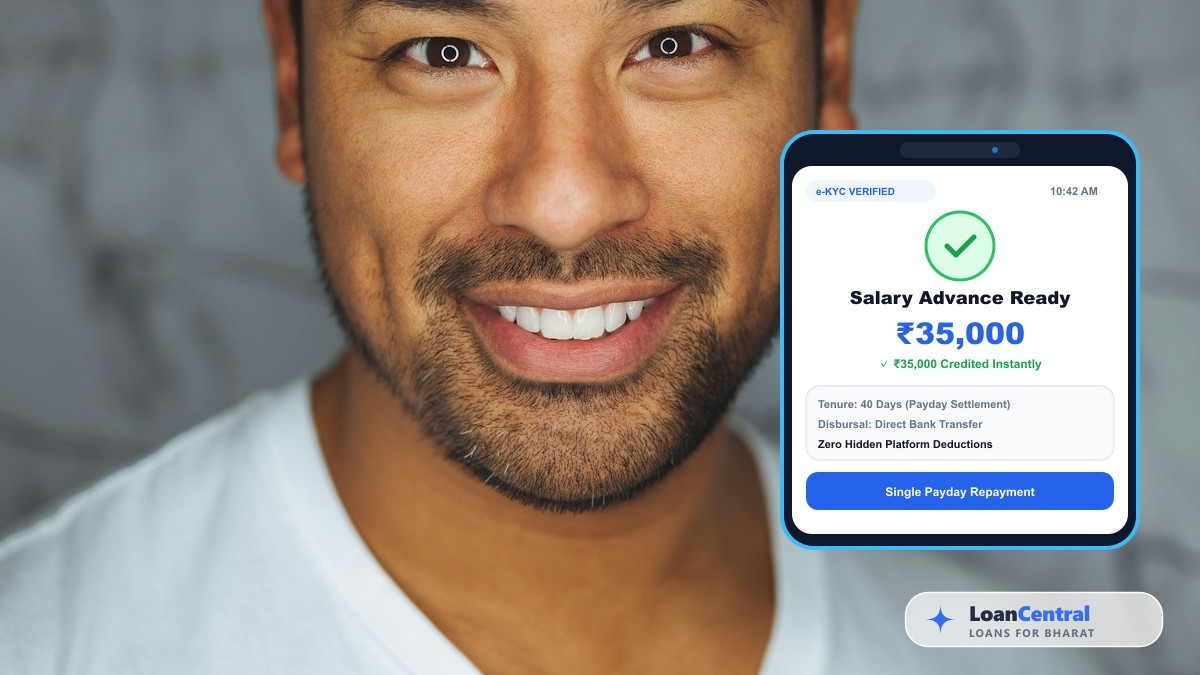 e-KYC VERIFIED
10:42 AM
Salary Advance Ready
₹35,000
✓ ₹35,000 Credited Instantly
Tenure: 40 Days (Payday Settlement)
Disbursal: Direct Bank Transfer
Zero Hidden Platform Deductions
Single Payday Repayment
LoanCentral
LOANS FOR BHARAT